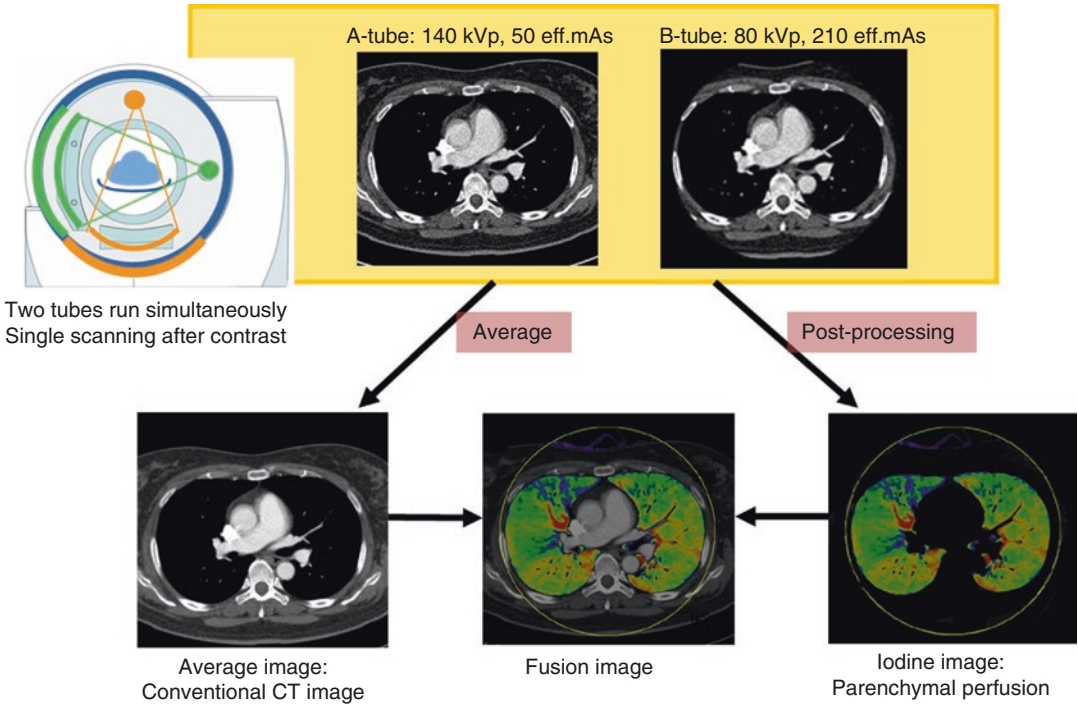 A-tube: 140 kVp, 50 eff.mAs
B-tube: 80 kVp, 210 eff.mAs
Two tubes run simultaneously
Single scanning after contrast
Average
Post-processing
Average image:
Conventional CT image
Fusion image
Iodine image:
Parenchymal perfusion